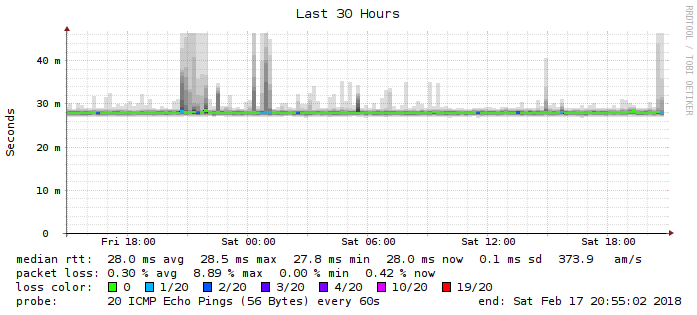 Last 30 Hours
RRDTOOL / TOBI OETIKER
Seconds
40 m
30 m
20 m
10 m
0
Fri 18:00 Sat 00:00 Sat 06:00 Sat 12:00 Sat 18:00
median rtt: 28.0 ms avg 28.5 ms max 27.8 ms min 28.0 ms now 0.1 ms sd 373.9 am/s
packet loss: 0.30 % avg 8.89 % max 0.00 % min 0.42 % now
loss color: 0 1/20 2/20 3/20 4/20 10/20 19/20
probe: 20 ICMP Echo Pings (56 Bytes) every 60s end: Sat Feb 17 20:55:02 2018